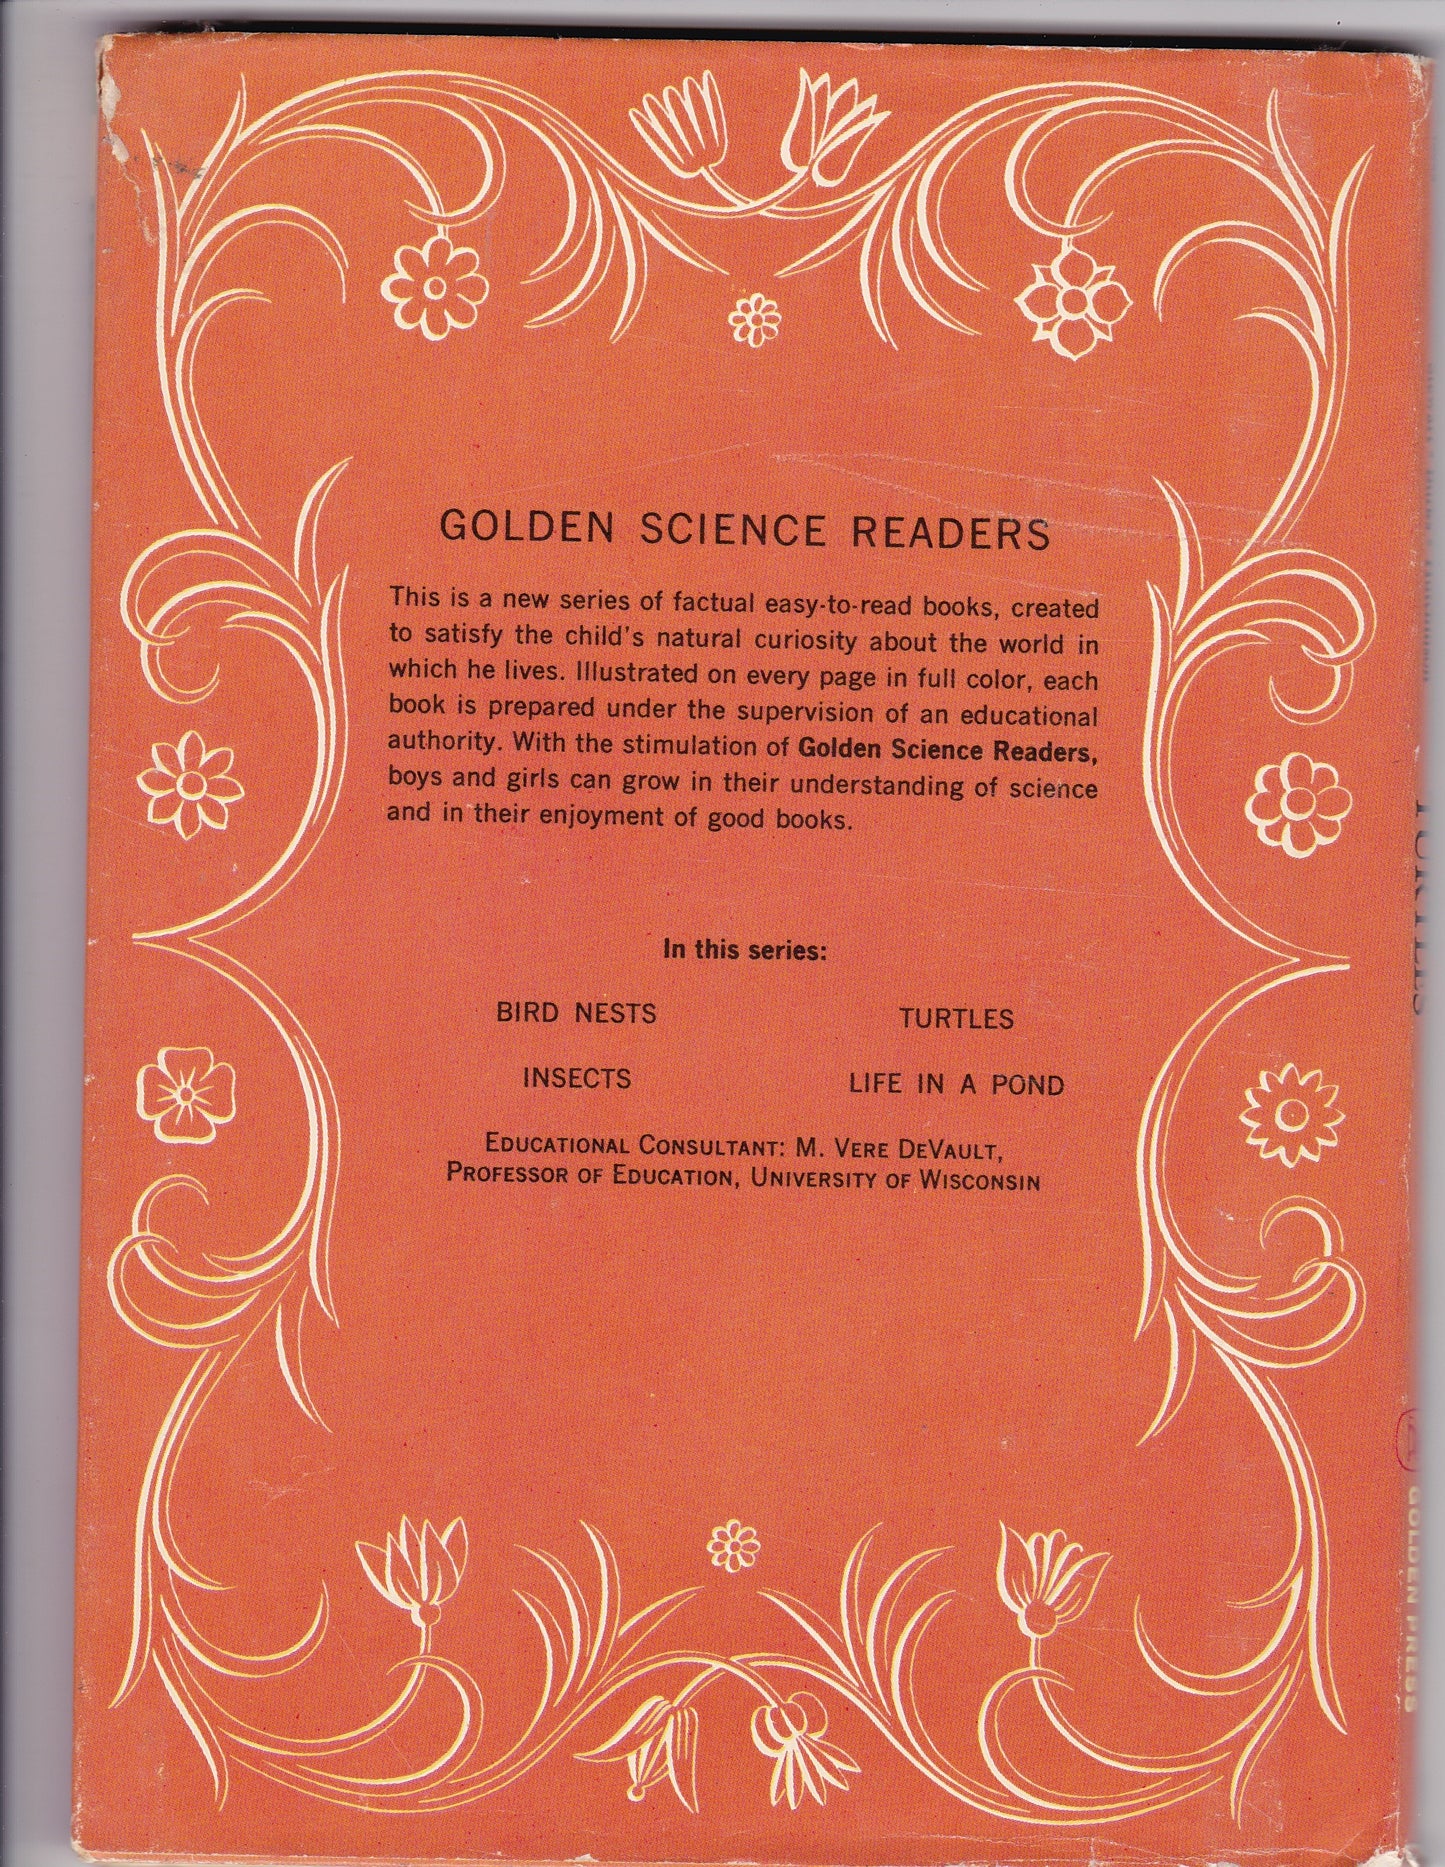 GOLDEN SCIENCE READERS
This is a new series of factual easy-to-read books, created
to satisfy the child's natural curiosity about the world in
which he lives. Illustrated on every page in full color, each
book is prepared under the supervision of an educational
authority. With the stimulation of Golden Science Readers,
boys and girls can grow in their understanding of science
and in their enjoyment of good books.
In this series:
BIRD NESTS TURTLES
INSECTS LIFE IN A POND
EDUCATIONAL CONSULTANT: M. VERE DEVAULT,
PROFESSOR OF EDUCATION, UNIVERSITY OF WISCONSIN
TURTLES
GOLDEN PRESS